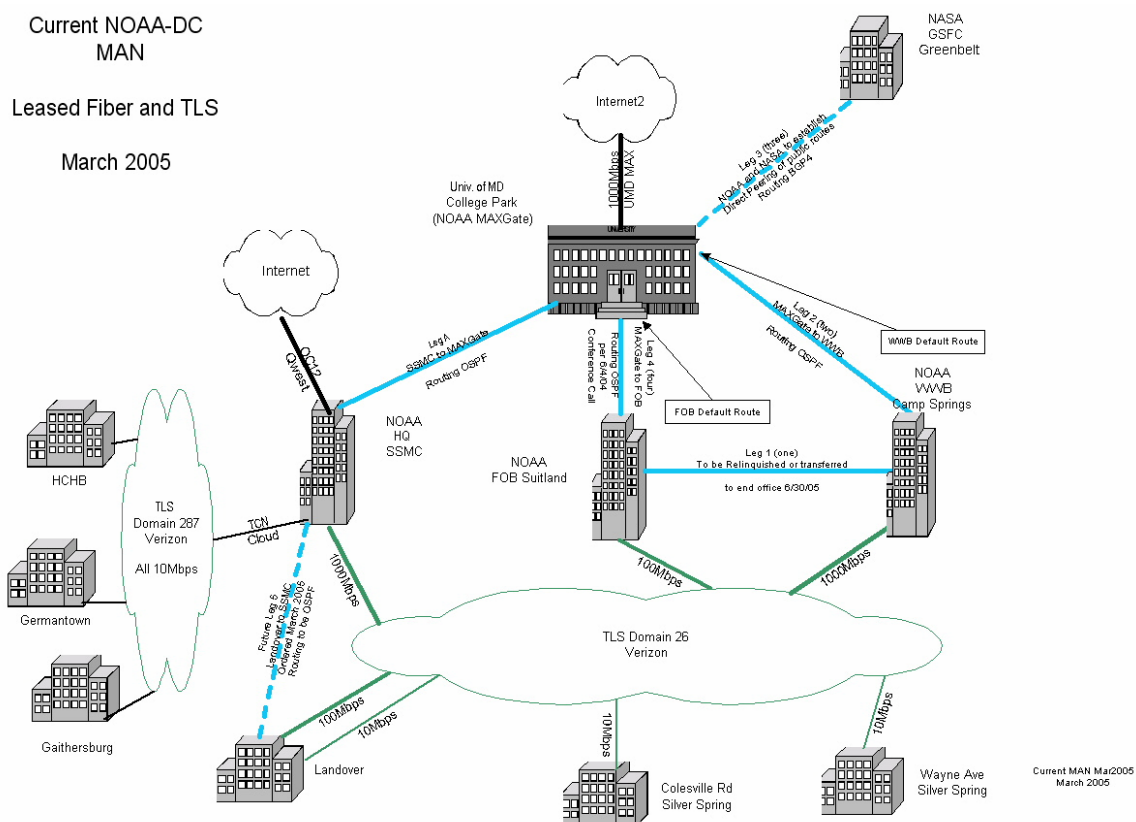 Current NOAA-DC
MAN
Leased Fiber and TLS
March 2005
NASA
GSFC
Greenbelt
Internet2
1000Mbps
UMD MAX
Leg 3 (three)
NOAA and NASA to establish
Direct Peering of public routes
Routing BGP4
Univ. of MD
College Park
(NOAA MAXGate)
UNIVERSITY
Internet
OC12
Qwest
Leg A
SSMC to MAXGate
Routing OSPF
Leg 4 (four)
MAXGate to FOB
Routing OSPF
per 6/4/04
Conference Call
Leg 2 (two)
MAXGate to WWB
Routing OSPF
WWB Default Route
FOB Default Route
NOAA
WWB
Camp Springs
NOAA
HQ
SSMC
NOAA
FOB Suitland
Leg 1 (one)
To be Relinquished or transferred
to end office 6/30/05
HCHB
TLS
Domain 287
Verizon
All 10Mbps
TCN
Cloud
Germantown
Gaithersburg
Future Leg 5
Landover to SSMC
Ordered March 2005
Routing to be OSPF
1000Mbps
100Mbps
1000Mbps
TLS Domain 26
Verizon
100Mbps
10Mbps
10Mbps
10Mbps
Landover
Colesville Rd
Silver Spring
Wayne Ave
Silver Spring
Current MAN Mar2005
March 2005